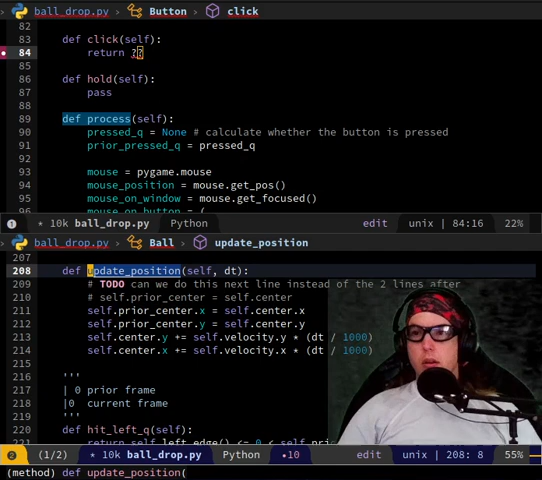 ball_drop.py Button click
82
83 def click(self):
84 return ??
85
86 def hold(self):
87 pass
88
89 def process(self):
90 pressed_q = None # calculate whether the button is pressed
91 prior_pressed_q = pressed_q
92
93 mouse = pygame.mouse
94 mouse_position = mouse.get_pos()
95 mouse_on_window = mouse.get_focused()
96 mouse_on_button = (
1 * 10k ball_drop.py Python edit unix | 84:16 22%
ball_drop.py Ball update_position
207
208 def update_position(self, dt):
209 # TODO can we do this next line instead of the 2 lines after
210 # self.prior_center = self.center
211 self.prior_center.x = self.center.x
212 self.prior_center.y = self.center.y
213 self.center.y += self.velocity.y * (dt / 1000)
214 self.center.x += self.velocity.x * (dt / 1000)
215
216 '''
217 | 0 prior frame
218 |0 current frame
219 '''
220 def hit_left_q(self):
221 return self.left_edge() <= 0 <
2 (1/2) * 10k ball_drop.py Python •10 edit unix | 208: 8 55%
(method) def update_position(